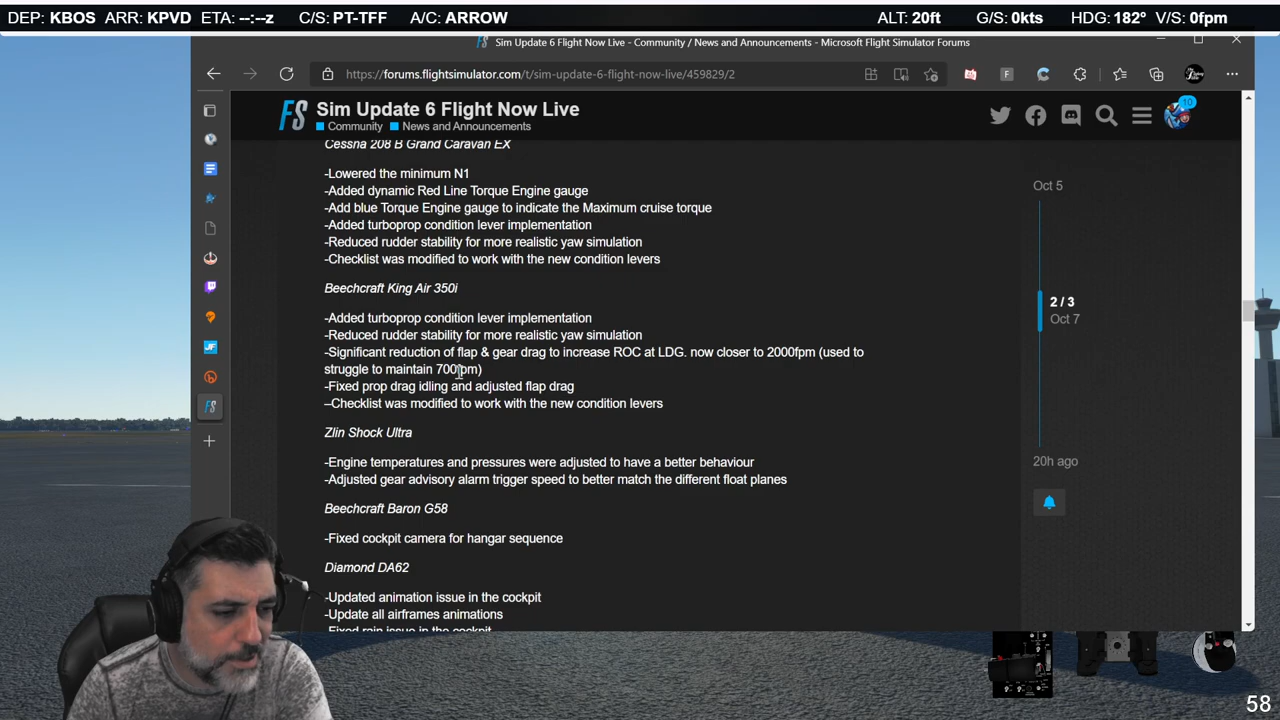 DEP: KBOS ARR: KPVD ETA: --:--z C/S: PT-TFF A/C: ARROW ALT: 20ft G/S: 0kts HDG: 182° V/S: 0fpm
Sim Update 6 Flight Now Live - Community / News and Announcements - Microsoft Flight Simulator Forums
https://forums.flightsimulator.com/t/sim-update-6-flight-now-live/459829/2
FS Sim Update 6 Flight Now Live
Community News and Announcements
10
Cessna 208 B Grand Caravan EX
-Lowered the minimum N1
-Added dynamic Red Line Torque Engine gauge
-Add blue Torque Engine gauge to indicate the Maximum cruise torque
-Added turboprop condition lever implementation
-Reduced rudder stability for more realistic yaw simulation
-Checklist was modified to work with the new condition levers
Beechcraft King Air 350i
-Added turboprop condition lever implementation
-Reduced rudder stability for more realistic yaw simulation
-Significant reduction of flap & gear drag to increase ROC at LDG. now closer to 2000fpm (used to
struggle to maintain 700fpm)
-Fixed prop drag idling and adjusted flap drag
–Checklist was modified to work with the new condition levers
Zlin Shock Ultra
-Engine temperatures and pressures were adjusted to have a better behaviour
-Adjusted gear advisory alarm trigger speed to better match the different float planes
Beechcraft Baron G58
-Fixed cockpit camera for hangar sequence
Diamond DA62
-Updated animation issue in the cockpit
-Update all airframes animations
-Fixed rain issue in the cockpit
Oct 5
2 / 3
Oct 7
20h ago
JF
FS
58